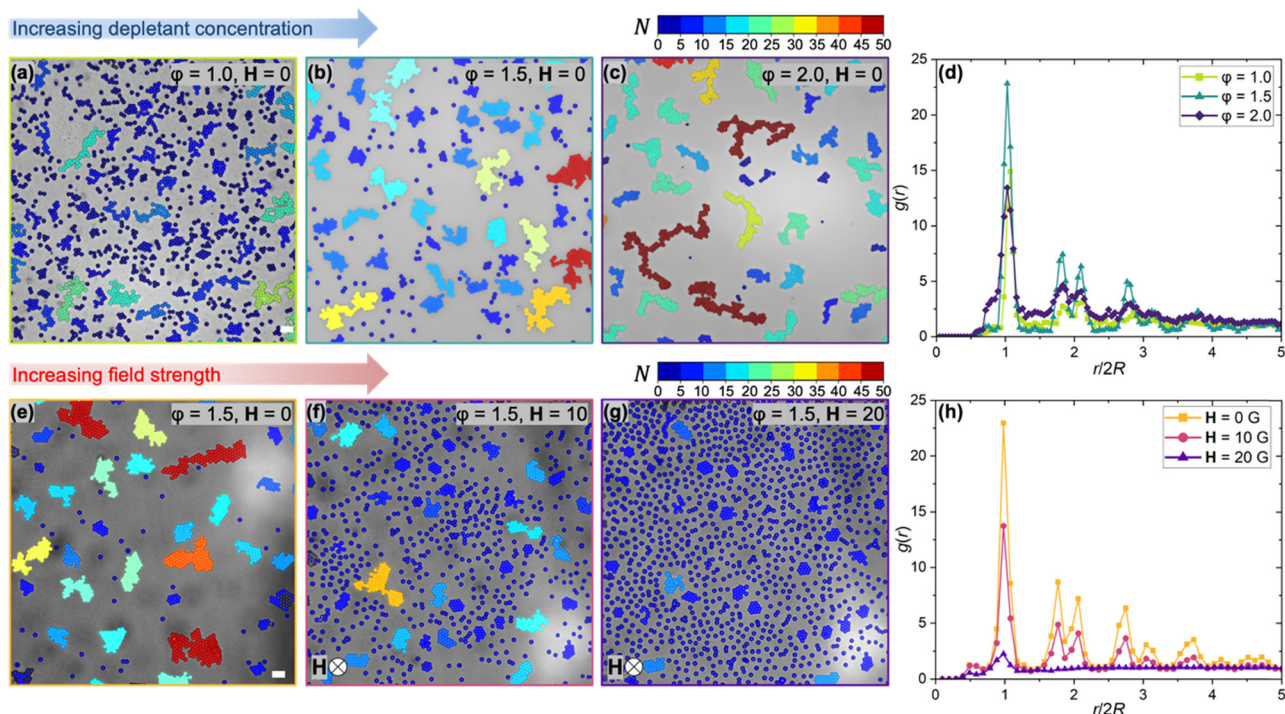 Increasing depletant concentration
N
0 5 10 15 20 25 30 35 40 45 50
(a) φ = 1.0, H = 0
(b) φ = 1.5, H = 0
(c) φ = 2.0, H = 0
(d)
25
20
15
10
5
0
g(r)
φ = 1.0
φ = 1.5
φ = 2.0
0 1 2 3 4 5
r/2R
Increasing field strength
N
0 5 10 15 20 25 30 35 40 45 50
(e) φ = 1.5, H = 0
(f) φ = 1.5, H = 10
H
(g) φ = 1.5, H = 20
H
(h)
25
20
15
10
5
0
g(r)
H = 0 G
H = 10 G
H = 20 G
0 1 2 3 4 5
r/2R